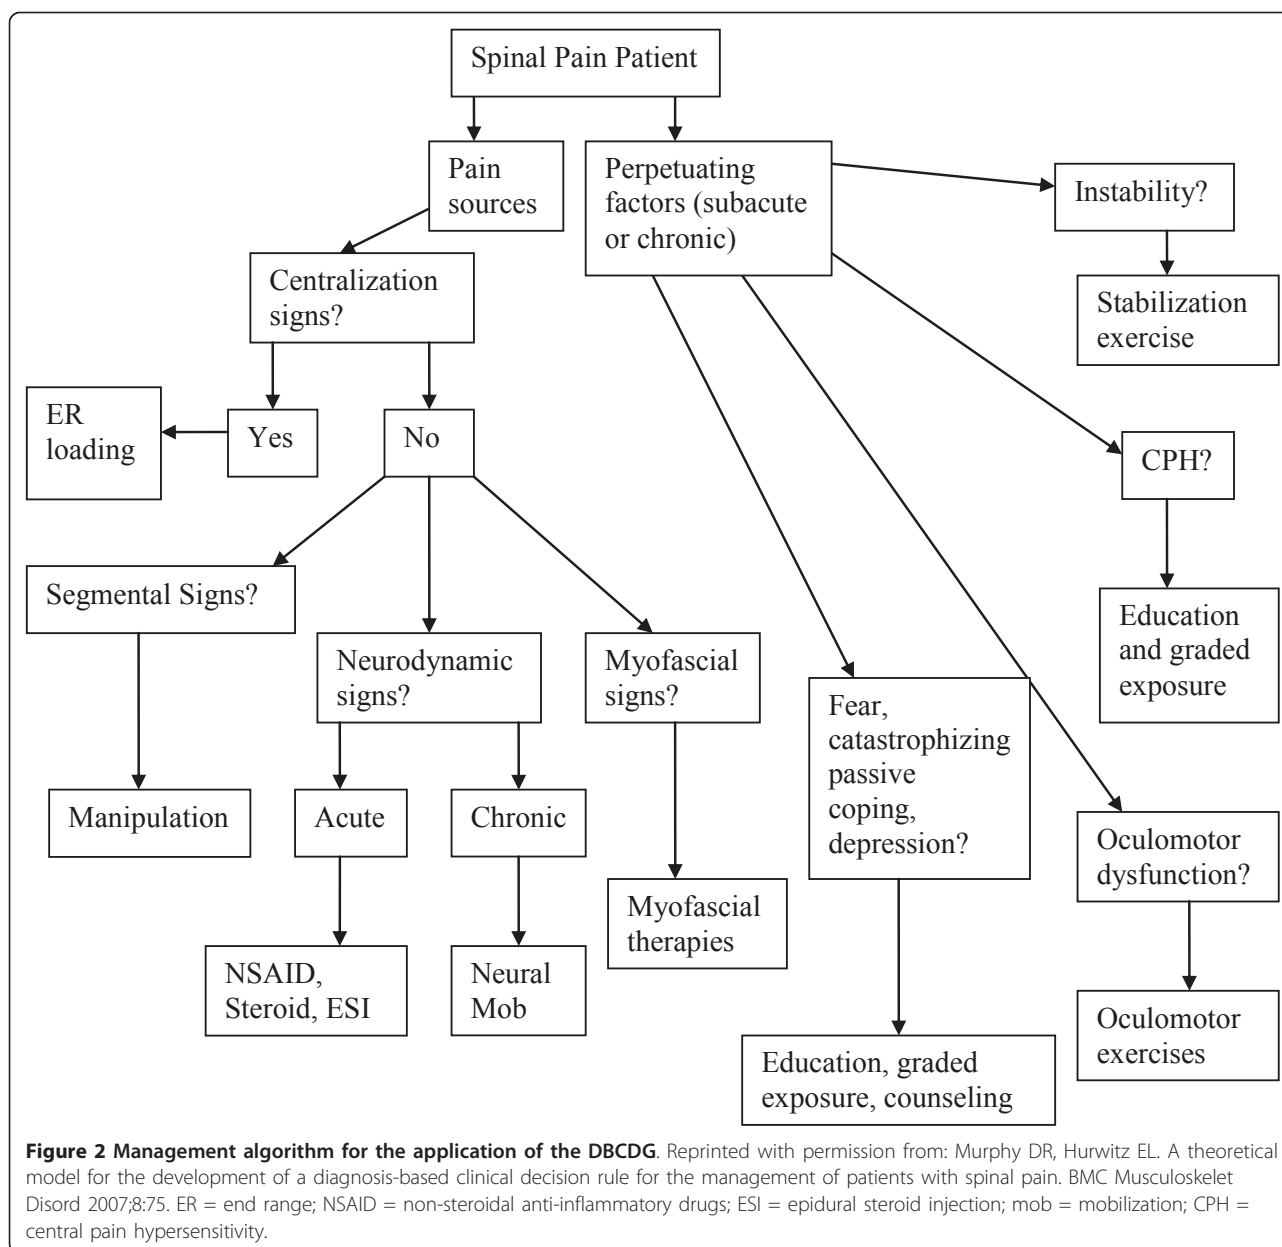 Spinal Pain Patient
Pain
sources
Perpetuating
factors (subacute
or chronic)
Instability?
Stabilization
exercise
Centralization
signs?
ER
loading
Yes
No
CPH?
Education
and graded
exposure
Segmental Signs?
Neurodynamic
signs?
Myofascial
signs?
Fear,
catastrophizing
passive
coping,
depression?
Manipulation
Acute
Chronic
Oculomotor
dysfunction?
Myofascial
therapies
NSAID,
Steroid, ESI
Neural
Mob
Oculomotor
exercises
Education, graded
exposure, counseling
Figure 2 Management algorithm for the application of the DBCDG. Reprinted with permission from: Murphy DR, Hurwitz EL. A theoretical
model for the development of a diagnosis-based clinical decision rule for the management of patients with spinal pain. BMC Musculoskelet
Disord 2007;8:75. ER = end range; NSAID = non-steroidal anti-inflammatory drugs; ESI = epidural steroid injection; mob = mobilization; CPH =
central pain hypersensitivity.